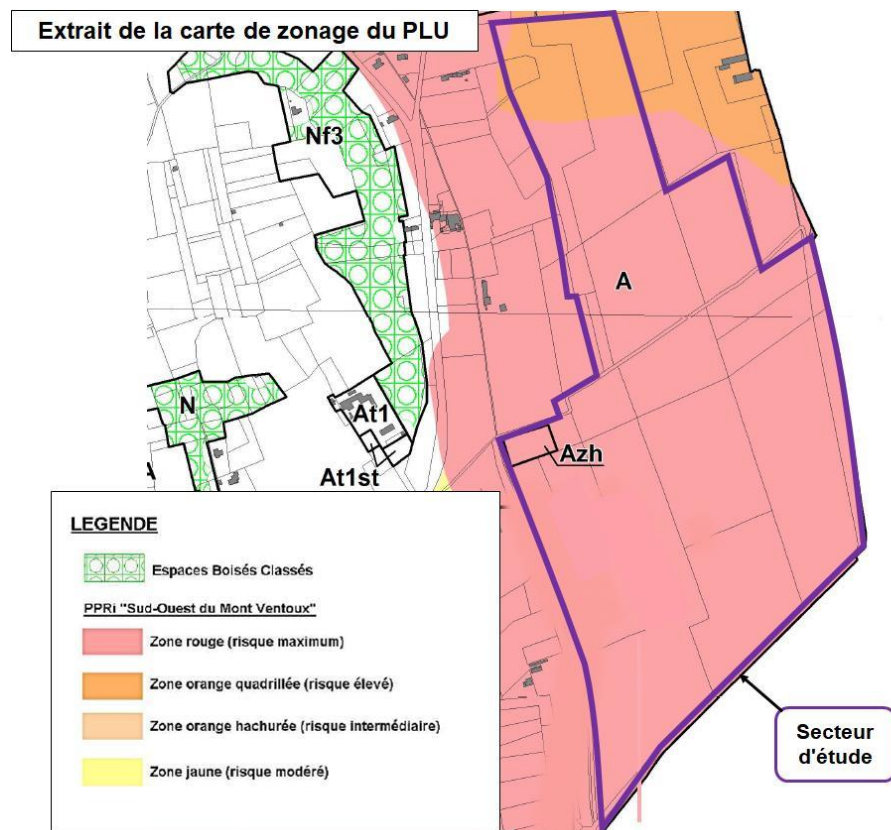 Extrait de la carte de zonage du PLU
Nf3
A
N
At1
Azh
At1st
LEGENDE
Espaces Boisés Classés
PPRi "Sud-Ouest du Mont Ventoux"
Zone rouge (risque maximum)
Zone orange quadrillée (risque élevé)
Zone orange hachurée (risque intermédiaire)
Zone jaune (risque modéré)
Secteur
d'étude